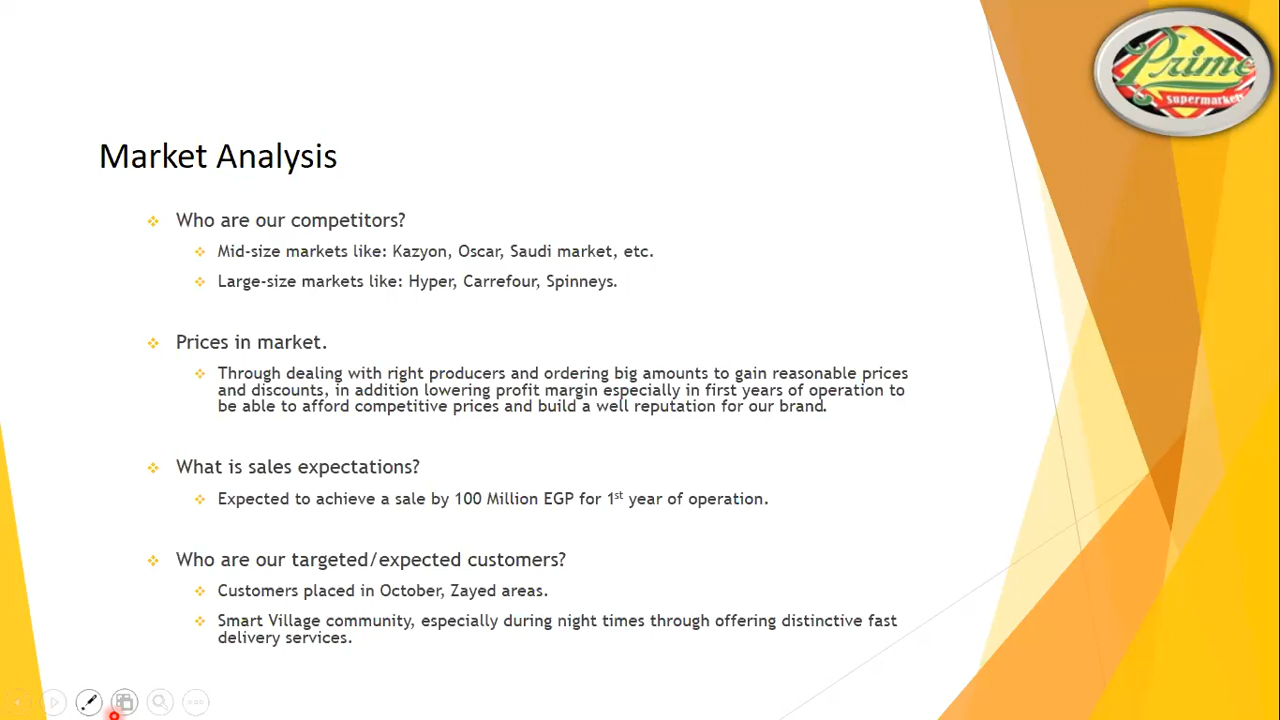 Prime
supermarkets
Market Analysis
Who are our competitors?
Mid-size markets like: Kazyon, Oscar, Saudi market, etc.
Large-size markets like: Hyper, Carrefour, Spinneys.
Prices in market.
Through dealing with right producers and ordering big amounts to gain reasonable prices
and discounts, in addition lowering profit margin especially in first years of operation to
be able to afford competitive prices and build a well reputation for our brand.
What is sales expectations?
Expected to achieve a sale by 100 Million EGP for 1st year of operation.
Who are our targeted/expected customers?
Customers placed in October, Zayed areas.
Smart Village community, especially during night times through offering distinctive fast
delivery services.